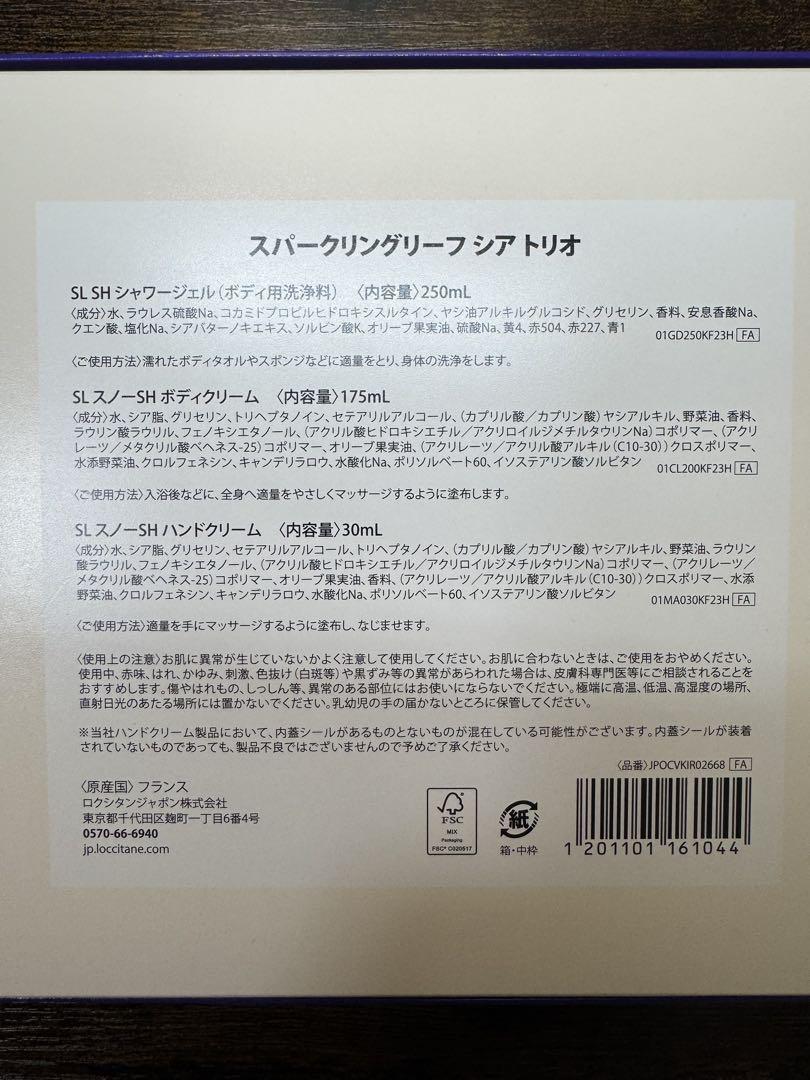 スパークリングリーフ シア トリオ
SL SH シャワージェル（ボディ用洗浄料） 〈内容量〉250mL
〈成分〉水、ラウレス硫酸Na、コカミドプロピルヒドロキシスルタイン、ヤシ油アルキルグルコシド、グリセリン、香料、安息香酸Na、
クエン酸、塩化Na、シアバターノキエキス、ソルビン酸K、オリーブ果実油、硫酸Na、黄4、赤504、赤227、青1
01GD250KF23H FA
〈ご使用方法〉濡れたボディタオルやスポンジなどに適量をとり、身体の洗浄をします。
SL スノーSH ボディクリーム 〈内容量〉175mL
〈成分〉水、シア脂、グリセリン、トリヘプタノイン、セテアリルアルコール、（カプリル酸／カプリン酸）ヤシアルキル、野菜油、香料、
ラウリン酸ラウリル、フェノキシエタノール、（アクリル酸ヒドロキシエチル／アクリロイルジメチルタウリンNa）コポリマー、（アクリ
レーツ／メタクリル酸ベヘネス-25）コポリマー、オリーブ果実油、（アクリレーツ／アクリル酸アルキル（C10-30））クロスポリマー、
水添野菜油、クロルフェネシン、キャンデリラロウ、水酸化Na、ポリソルベート60、イソステアリン酸ソルビタン
01CL200KF23H FA
〈ご使用方法〉入浴後などに、全身へ適量をやさしくマッサージするように塗布します。
SL スノーSH ハンドクリーム 〈内容量〉30mL
〈成分〉水、シア脂、グリセリン、セテアリルアルコール、トリヘプタノイン、（カプリル酸／カプリン酸）ヤシアルキル、野菜油、ラウリン
酸ラウリル、フェノキシエタノール、（アクリル酸ヒドロキシエチル／アクリロイルジメチルタウリンNa）コポリマー、（アクリレーツ／
メタクリル酸ベヘネス-25）コポリマー、オリーブ果実油、香料、（アクリレーツ／アクリル酸アルキル（C10-30））クロスポリマー、水添
野菜油、クロルフェネシン、キャンデリラロウ、水酸化Na、ポリソルベート60、イソステアリン酸ソルビタン
01MA030KF23H FA
〈ご使用方法〉適量を手にマッサージするように塗布し、なじませます。
〈使用上の注意〉お肌に異常が生じていないかよく注意して使用してください。お肌に合わないときは、ご使用をおやめください。
使用中、赤味、はれ、かゆみ、刺激、色抜け（白斑等）や黒ずみ等の異常があらわれた場合は、皮膚科専門医等にご相談されることを
おすすめします。傷やはれもの、しっしん等、異常のある部位にはお使いにならないでください。極端に高温、低温、高湿度の場所、
直射日光のあたる場所には置かないでください。乳幼児の手の届かないところに保管してください。
※当社ハンドクリーム製品において、内蓋シールがあるものとないものが混在している可能性がございます。内蓋シールが装着
されていないものであっても、製品不良ではございませんので予めご了承ください。
〈品番〉JPOCVKIR02668 FA
〈原産国〉フランス
ロクシタンジャポン株式会社
東京都千代田区麹町一丁目6番4号
0570-66-6940
jp.loccitane.com
FSC
MIX
Packaging
FSC® C020517
紙
箱・中枠
1 201101 161044